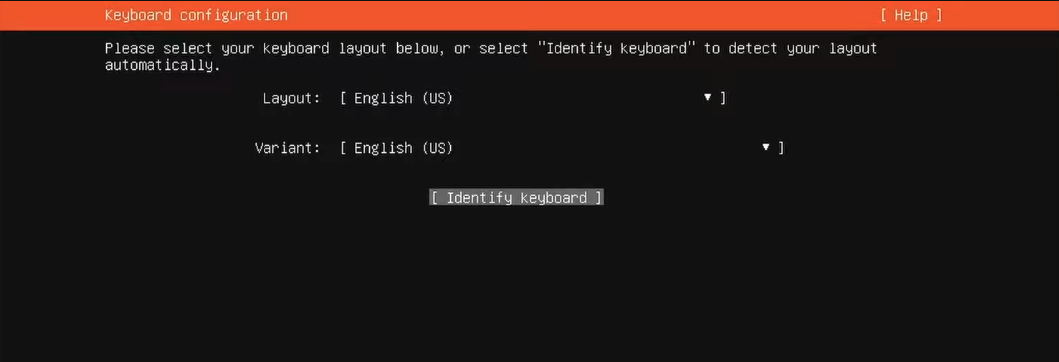 Keyboard configuration [ Help ]
Please select your keyboard layout below, or select "Identify keyboard" to detect your layout
automatically.
Layout: [ English (US) ▼ ]
Variant: [ English (US) ▼ ]
[ Identify keyboard ]